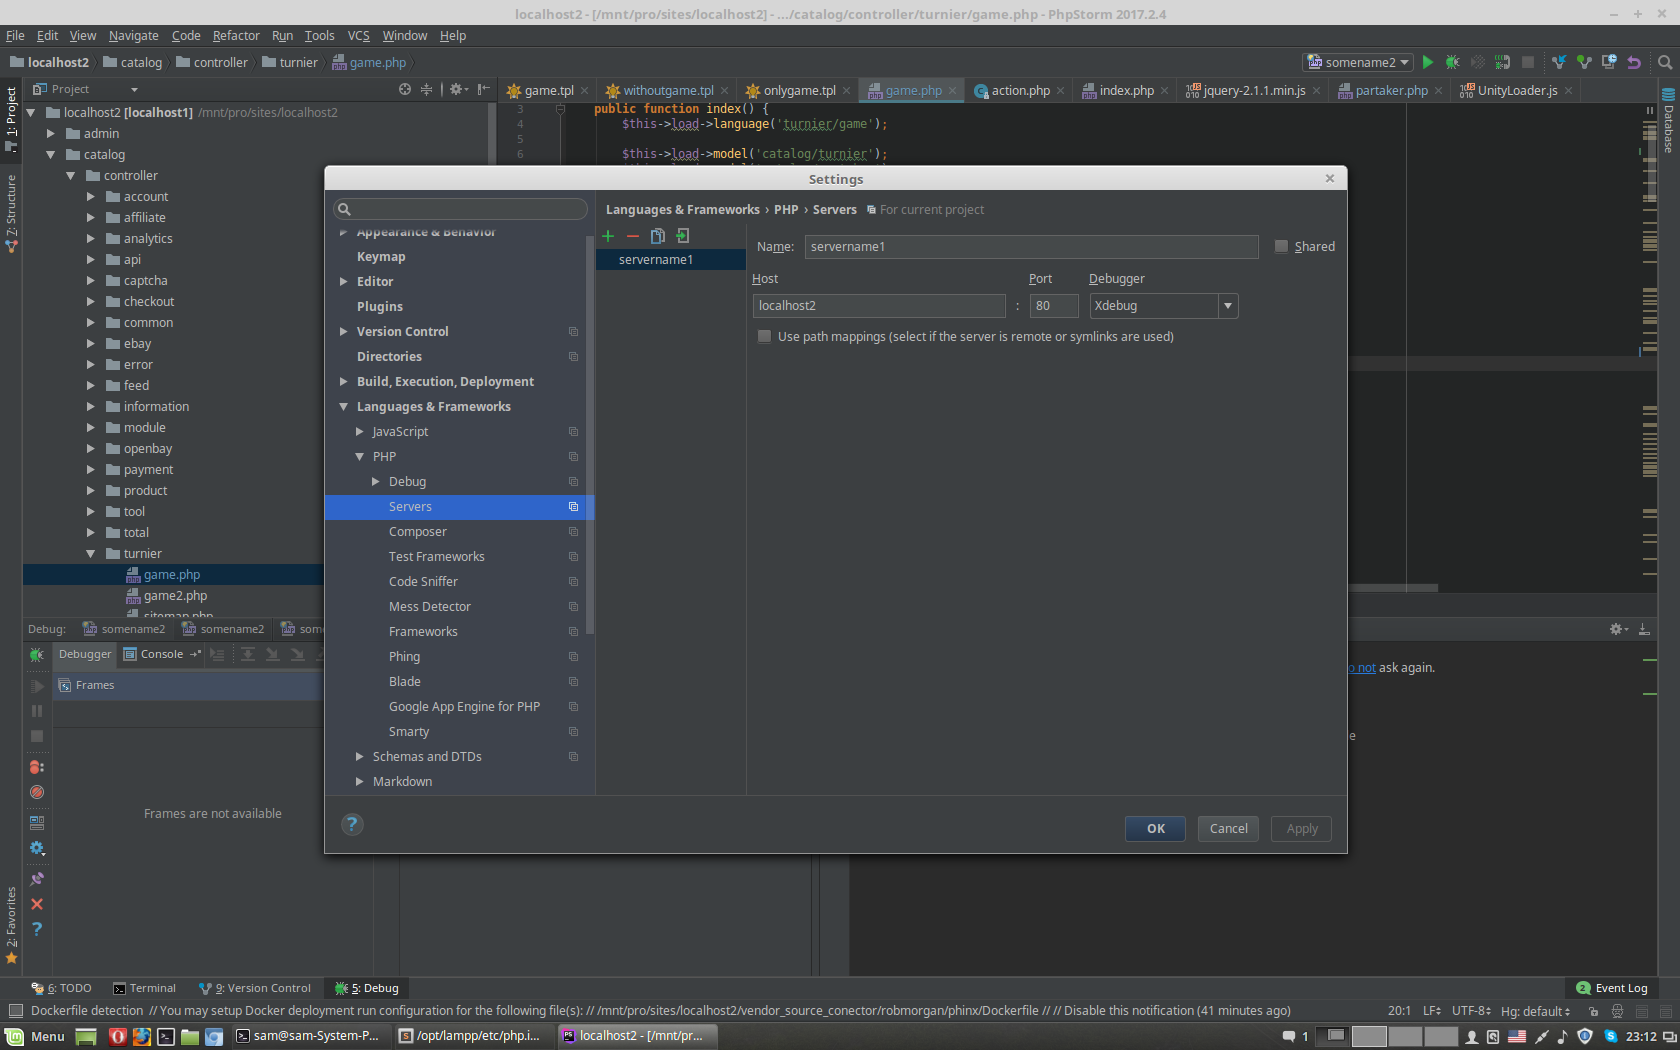 localhost2 - [/mnt/pro/sites/localhost2] - .../catalog/controller/turnier/game.php - PhpStorm 2017.2.4
File Edit View Navigate Code Refactor Run Tools VCS Window Help
localhost2 catalog controller turnier game.php somename2
1: Project
7: Structure
2: Favorites
Database
Project
game.tpl withoutgame.tpl onlygame.tpl game.php action.php index.php jquery-2.1.1.min.js partaker.php UnityLoader.js
localhost2 [localhost1] /mnt/pro/sites/localhost2
admin
catalog
controller
account
affiliate
analytics
api
captcha
checkout
common
ebay
error
feed
information
module
openbay
payment
product
tool
total
turnier
game.php
game2.php
sitemap.php
3 public function index() {
4 $this->load->language('turnier/game');
5
6 $this->load->model('catalog/turnier');
Settings
Appearance & Behavior
Keymap
Editor
Plugins
Version Control
Directories
Build, Execution, Deployment
Languages & Frameworks
JavaScript
PHP
Debug
Servers
Composer
Test Frameworks
Code Sniffer
Mess Detector
Frameworks
Phing
Blade
Google App Engine for PHP
Smarty
Schemas and DTDs
Markdown
Languages & Frameworks › PHP › Servers For current project
servername1
Name: servername1 Shared
Host Port Debugger
localhost2 : 80 Xdebug
Use path mappings (select if the server is remote or symlinks are used)
? OK Cancel Apply
Debug: somename2 somename2 som
Debugger Console
Frames
Frames are not available
o not ask again.
e
6: TODO Terminal 9: Version Control 5: Debug 2 Event Log
Dockerfile detection // You may setup Docker deployment run configuration for the following file(s): // /mnt/pro/sites/localhost2/vendor_source_conector/robmorgan/phinx/Dockerfile // // Disable this notification (41 minutes ago) 20:1 LF÷ UTF-8÷ Hg: default÷
Menu sam@sam-System-P... /opt/lampp/etc/php.i... localhost2 - [/mnt/pr... 1 23:12